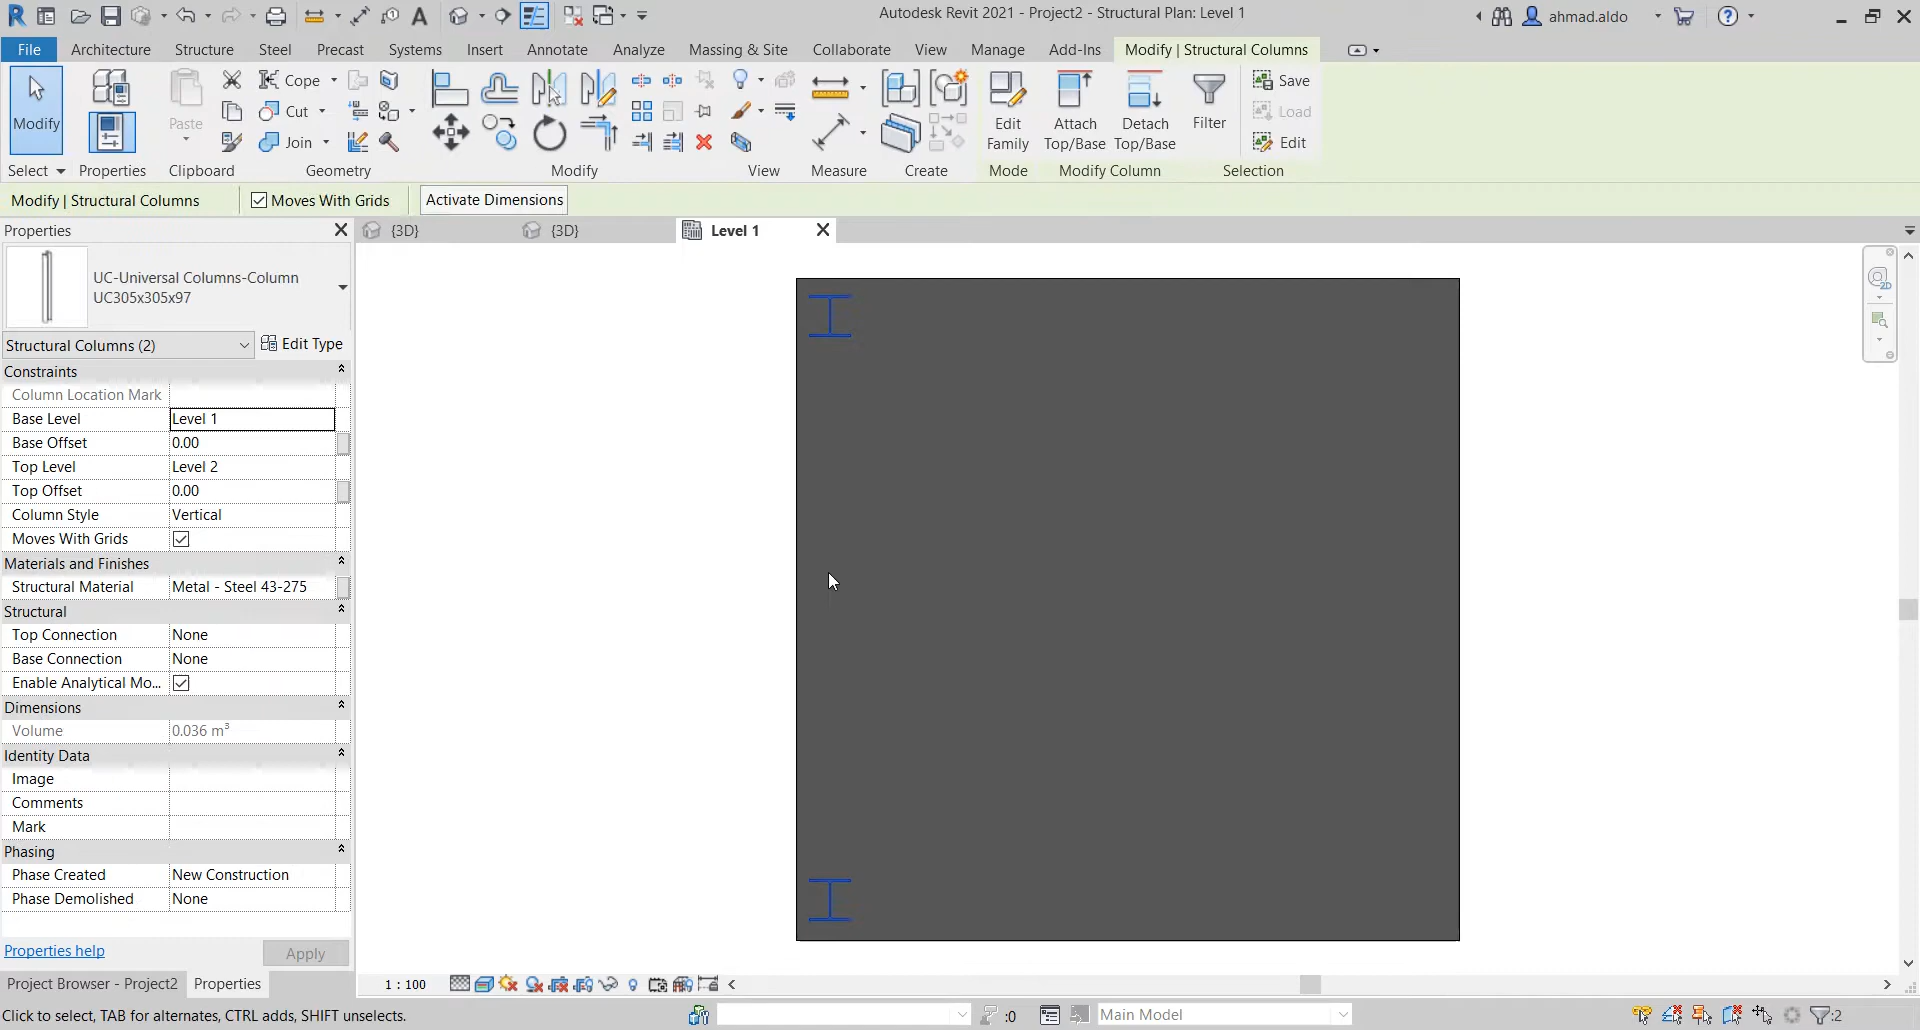 Autodesk Revit 2021 - Project2 - Structural Plan: Level 1
ahmad.aldo
File Architecture Structure Steel Precast Systems Insert Annotate Analyze Massing & Site Collaborate View Manage Add-Ins Modify | Structural Columns
Modify
Paste
Cope
Cut
Join
Edit Family
Attach Top/Base
Detach Top/Base
Filter
Save
Load
Edit
Select Properties Clipboard Geometry Modify View Measure Create Mode Modify Column Selection
Modify | Structural Columns Moves With Grids Activate Dimensions
Properties
{3D} {3D} Level 1
UC-Universal Columns-Column
UC305x305x97
Structural Columns (2) Edit Type
Constraints
Column Location Mark
Base Level Level 1
Base Offset 0.00
Top Level Level 2
Top Offset 0.00
Column Style Vertical
Moves With Grids
Materials and Finishes
Structural Material Metal - Steel 43-275
Structural
Top Connection None
Base Connection None
Enable Analytical Mo...
Dimensions
Volume 0.036 m³
Identity Data
Image
Comments
Mark
Phasing
Phase Created New Construction
Phase Demolished None
Properties help Apply
Project Browser - Project2 Properties
1 : 100
Click to select, TAB for alternates, CTRL adds, SHIFT unselects.
:0
Main Model
:2
2D